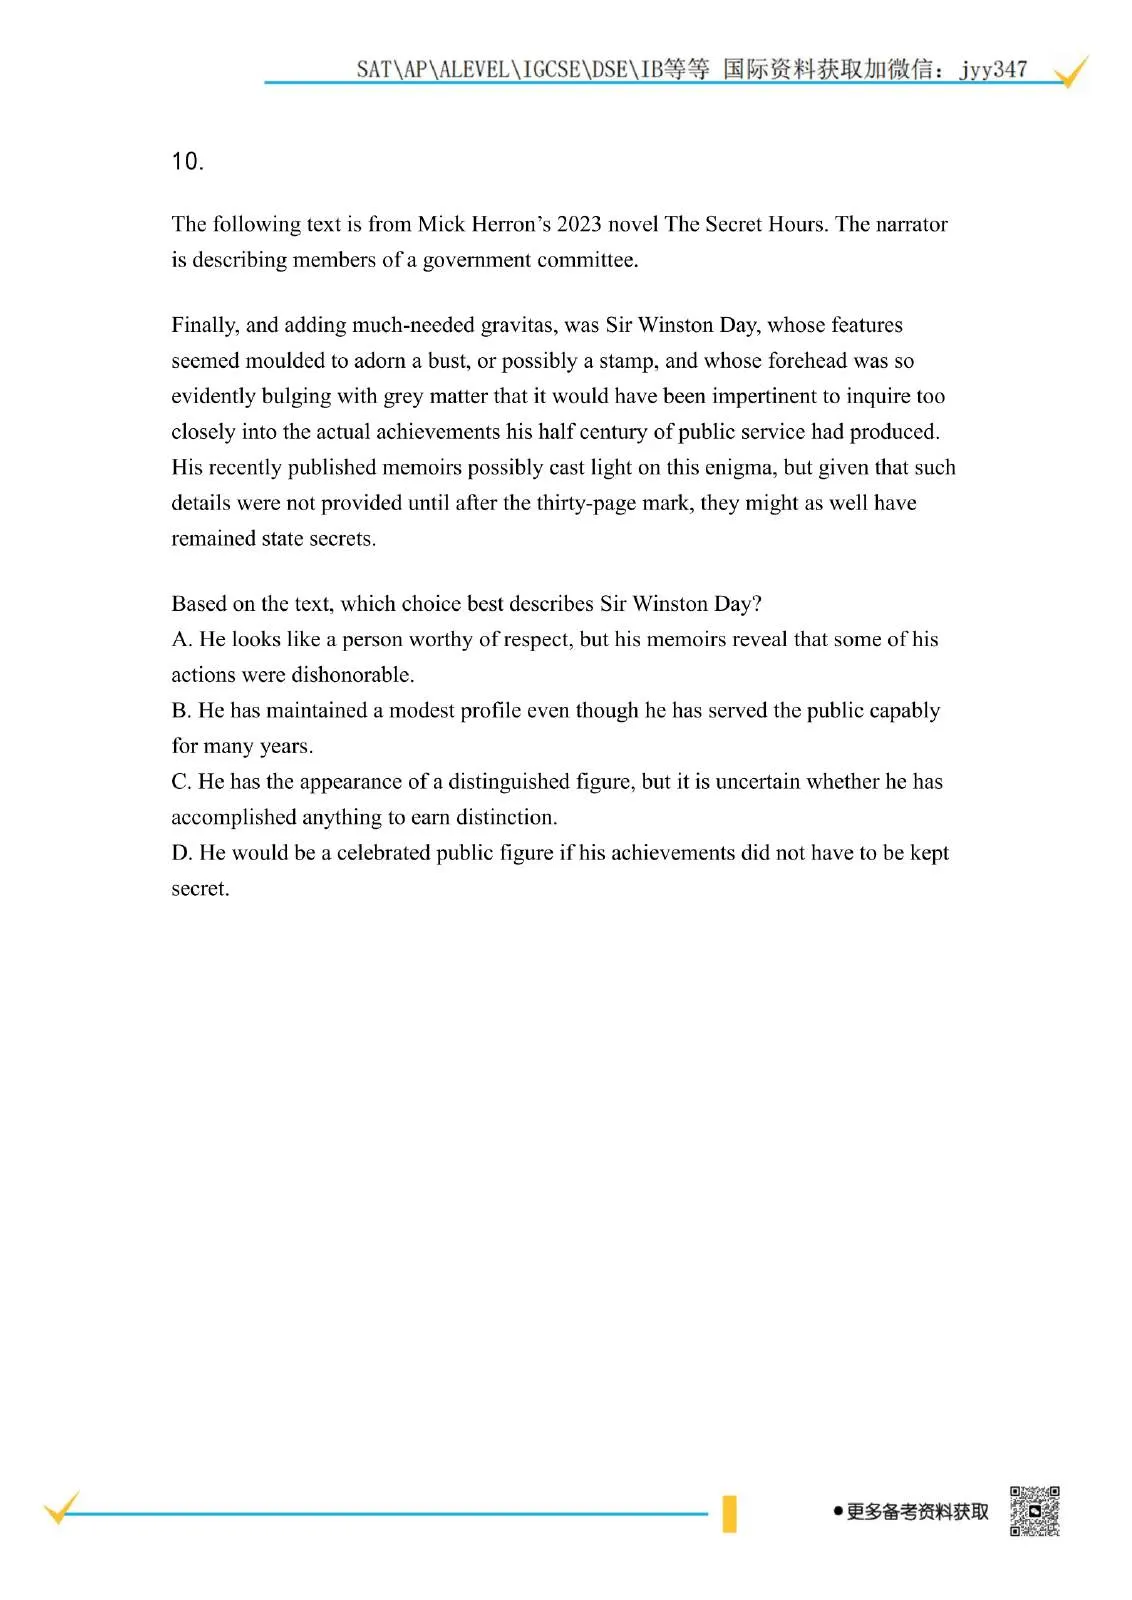 SAT\AP\ALEVEL\IGCSE\DSE\IB等等 国际资料获取加微信：jyy347
10.
The following text is from Mick Herron’s 2023 novel The Secret Hours. The narrator
is describing members of a government committee.
Finally, and adding much-needed gravitas, was Sir Winston Day, whose features
seemed moulded to adorn a bust, or possibly a stamp, and whose forehead was so
evidently bulging with grey matter that it would have been impertinent to inquire too
closely into the actual achievements his half century of public service had produced.
His recently published memoirs possibly cast light on this enigma, but given that such
details were not provided until after the thirty-page mark, they might as well have
remained state secrets.
Based on the text, which choice best describes Sir Winston Day?
A. He looks like a person worthy of respect, but his memoirs reveal that some of his
actions were dishonorable.
B. He has maintained a modest profile even though he has served the public capably
for many years.
C. He has the appearance of a distinguished figure, but it is uncertain whether he has
accomplished anything to earn distinction.
D. He would be a celebrated public figure if his achievements did not have to be kept
secret.
●更多备考资料获取